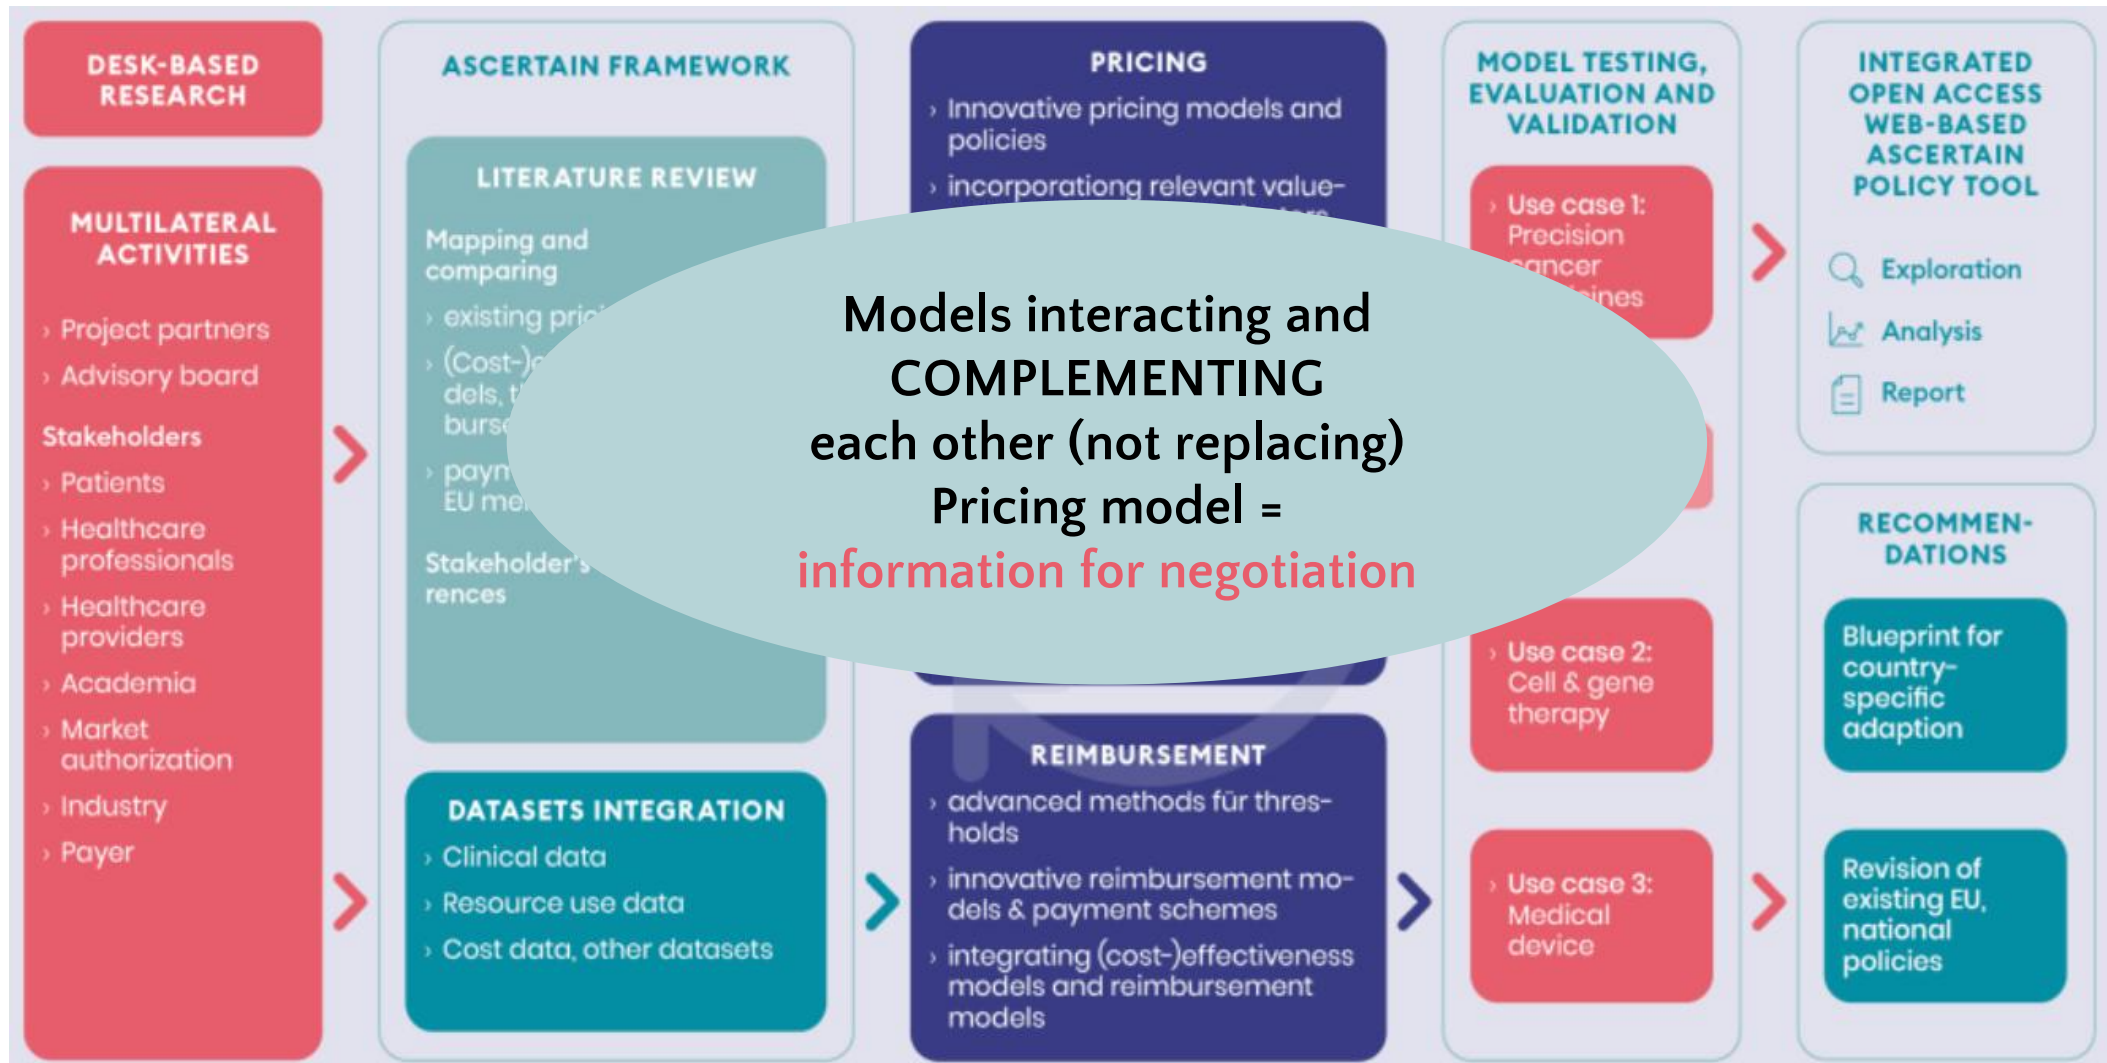 DESK-BASED
RESEARCH
MULTILATERAL
ACTIVITIES
› Project partners
› Advisory board
Stakeholders
› Patients
› Healthcare
professionals
› Healthcare
providers
› Academia
› Market
authorization
› Industry
› Payer
ASCERTAIN FRAMEWORK
LITERATURE REVIEW
Mapping and
comparing
› existing
› (Cost-)
dels,
› 
EU
Stakeholder's
rences
DATASETS INTEGRATION
› Clinical data
› Resource use data
› Cost data, other datasets
PRICING
› Innovative pricing models and
policies
› incorporationg relevant value-
Models interacting and
COMPLEMENTING
each other (not replacing)
Pricing model =
information for negotiation
REIMBURSEMENT
› advanced methods für thres-
holds
› innovative reimbursement mo-
dels & payment schemes
› integrating (cost-)effectiveness
models and reimbursement
models
MODEL TESTING,
EVALUATION AND
VALIDATION
› Use case 1:
Precision
› Use case 2:
Cell & gene
therapy
› Use case 3:
Medical
device
INTEGRATED
OPEN ACCESS
WEB-BASED
ASCERTAIN
POLICY TOOL
Exploration
Analysis
Report
RECOMMEN-
DATIONS
Blueprint for
country-
specific
adaption
Revision of
existing EU,
national
policies